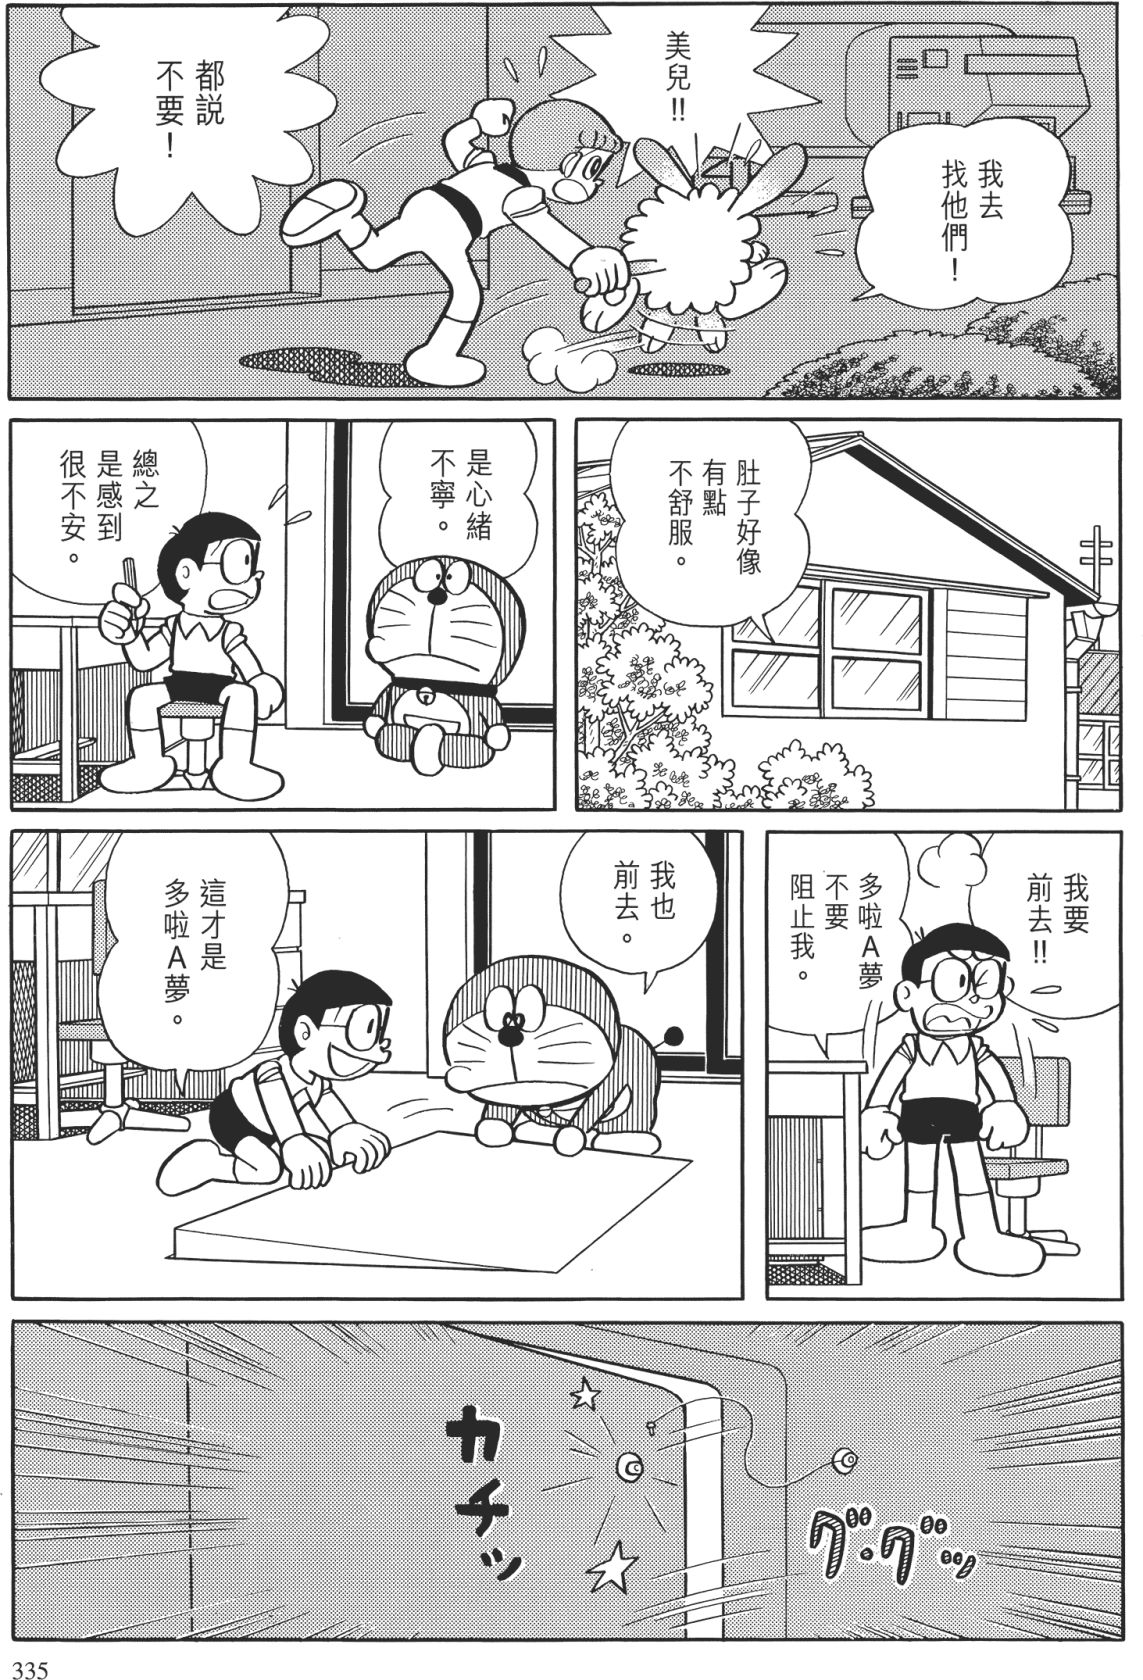 美兒!!
我去
找他們！
都説
不要！
肚子好像
有點
不舒服。
是心緒
不寧。
總之
是感到
很不安。
我要
前去!!
多啦A夢
不要
阻止我。
我也
前去。
這才是
多啦A夢。
グ・グッ
カチッ
335